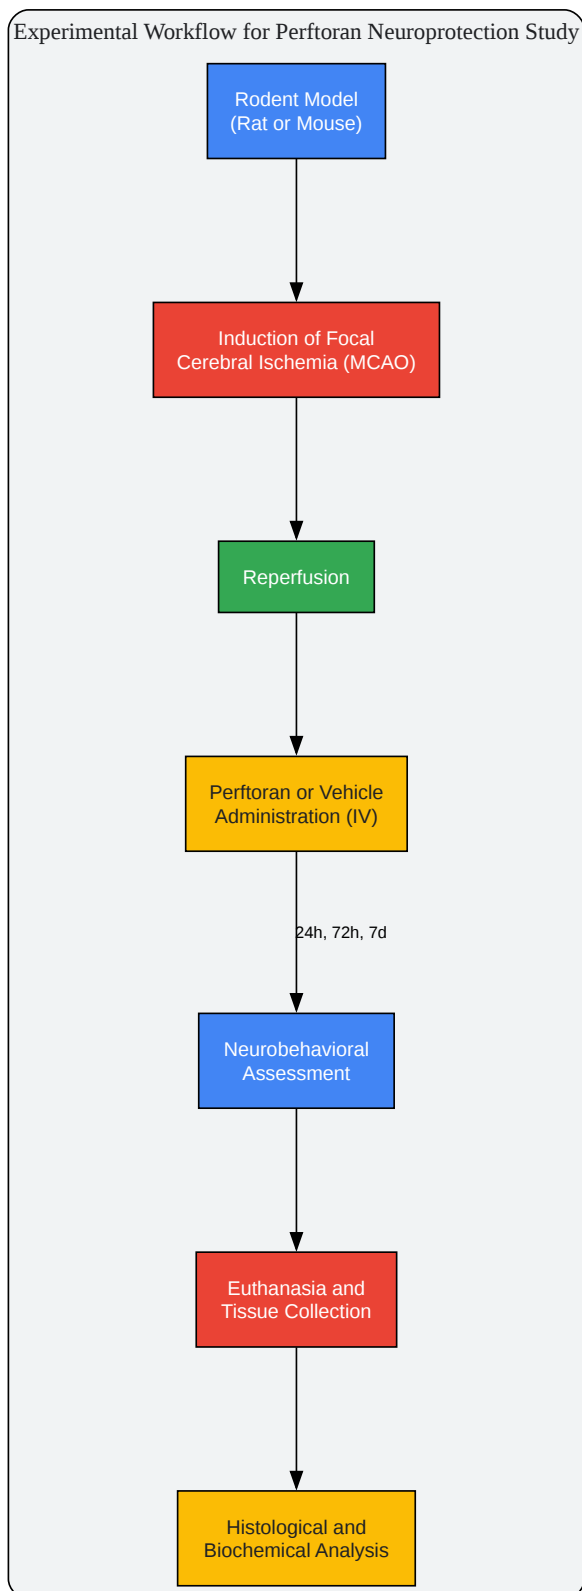 Experimental Workflow for Perftoran Neuroprotection Study
Rodent Model
(Rat or Mouse)
Induction of Focal
Cerebral Ischemia (MCAO)
Reperfusion
Perftoran or Vehicle
Administration (IV)
24h, 72h, 7d
Neurobehavioral
Assessment
Euthanasia and
Tissue Collection
Histological and
Biochemical Analysis